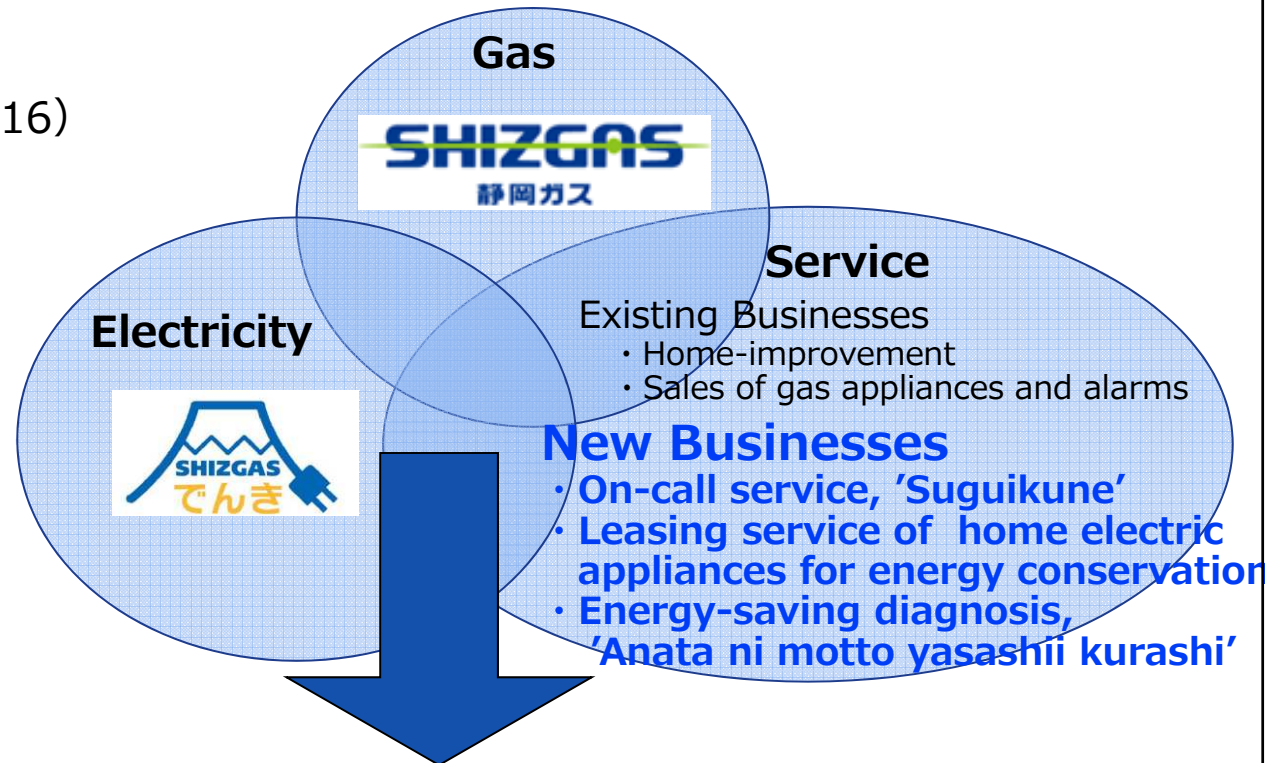 Gas
16)
SHIZGAS
静岡ガス
Service
Existing Businesses
・Home-improvement
・Sales of gas appliances and alarms
Electricity
SHIZGAS
でんき
New Businesses
・On-call service, ’Suguikune’
・Leasing service of home electric
appliances for energy conservation
・Energy-saving diagnosis,
’Anata ni motto yasashii kurashi’